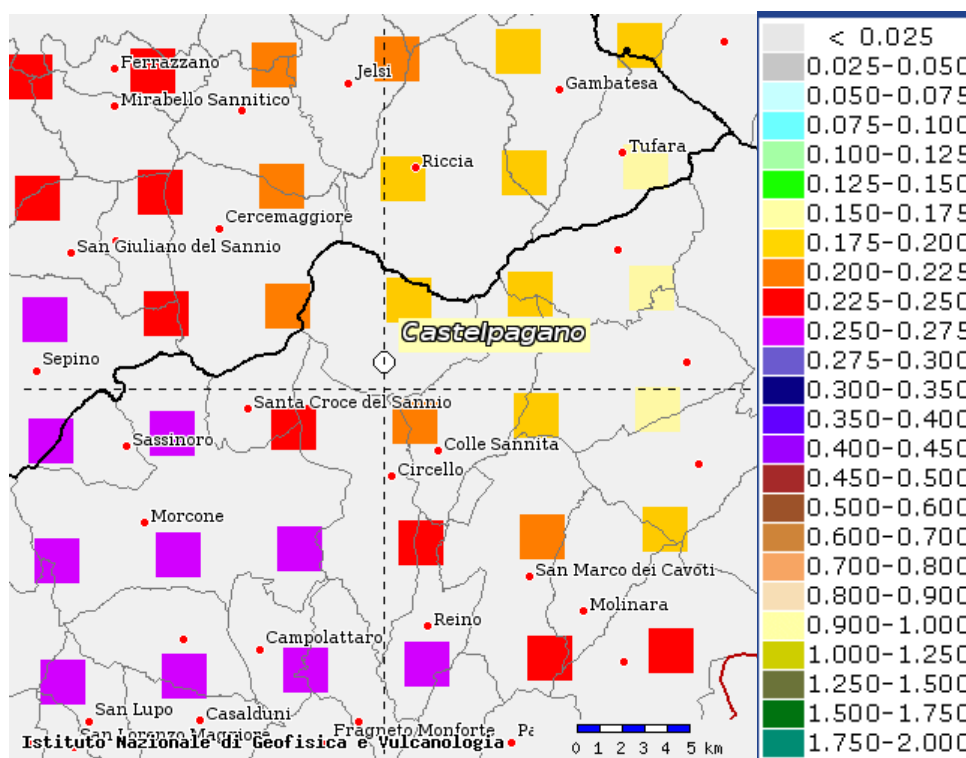 Ferrazzano
Jelsi
Gambatesa
Mirabello Sannitico
Tufara
Riccia
Cercemaggiore
San Giuliano del Sannio
Castelpagano
Sepino
Santa Croce del Sannio
Sassinoro
Colle Sannita
Circello
Morcone
San Marco dei Cavoti
Molinara
Reino
Campolattaro
San Lupo
Casalduni
San Lorenzo Maggiore
Fragneto Monforte
Istituto Nazionale di Geofisica e Vulcanologia
0 1 2 3 4 5 km
< 0.025
0.025-0.050
0.050-0.075
0.075-0.100
0.100-0.125
0.125-0.150
0.150-0.175
0.175-0.200
0.200-0.225
0.225-0.250
0.250-0.275
0.275-0.300
0.300-0.350
0.350-0.400
0.400-0.450
0.450-0.500
0.500-0.600
0.600-0.700
0.700-0.800
0.800-0.900
0.900-1.000
1.000-1.250
1.250-1.500
1.500-1.750
1.750-2.000